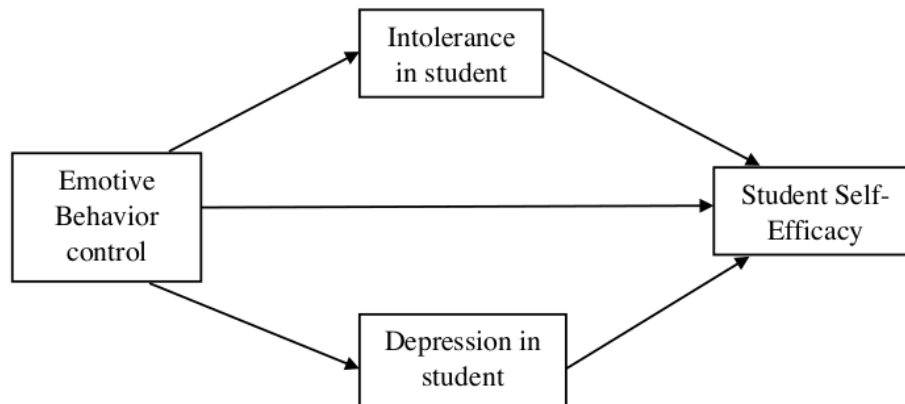 Intolerance
in student
Emotive
Behavior
control
Student Self-
Efficacy
Depression in
student